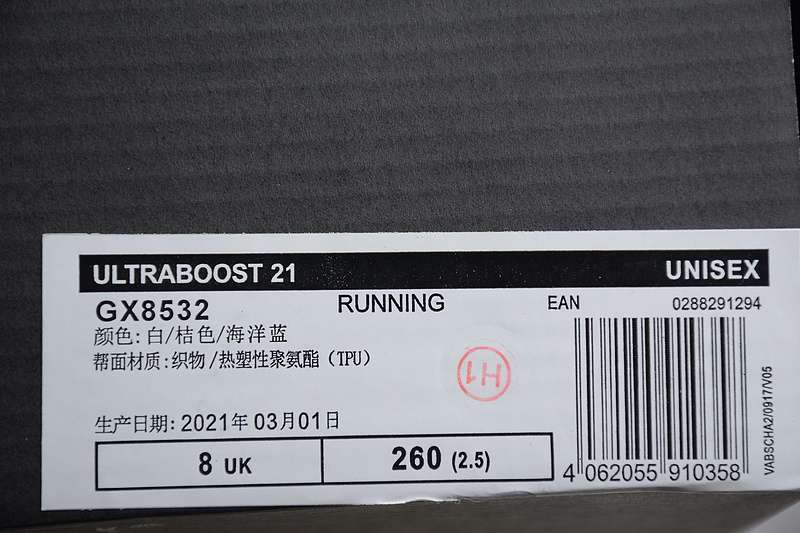 ULTRABOOST 21 UNISEX
GX8532 RUNNING EAN 0288291294
颜色: 白/桔色/海洋蓝
帮面材质: 织物/热塑性聚氨酯（TPU）
H1
生产日期: 2021年 03月01日
8 UK 260 (2.5)
4 062055 910358
VABSCHA2/0917/V05